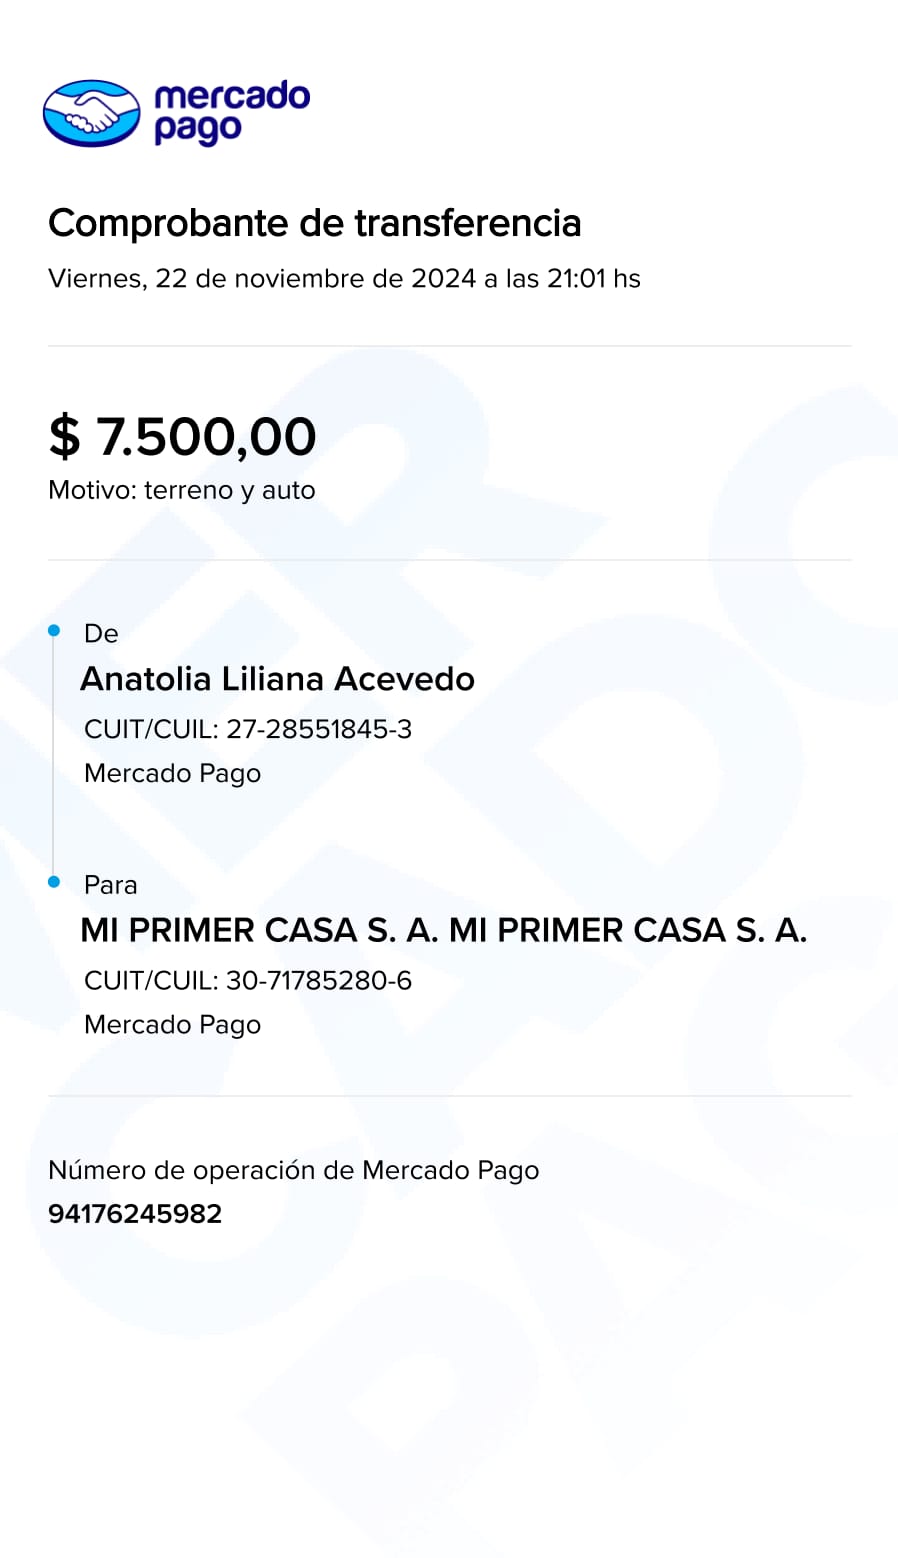 mercado
pago
Comprobante de transferencia
Viernes, 22 de noviembre de 2024 a las 21:01 hs
$ 7.500,00
Motivo: terreno y auto
De
Anatolia Liliana Acevedo
CUIT/CUIL: 27-28551845-3
Mercado Pago
Para
MI PRIMER CASA S. A. MI PRIMER CASA S. A.
CUIT/CUIL: 30-71785280-6
Mercado Pago
Número de operación de Mercado Pago
94176245982